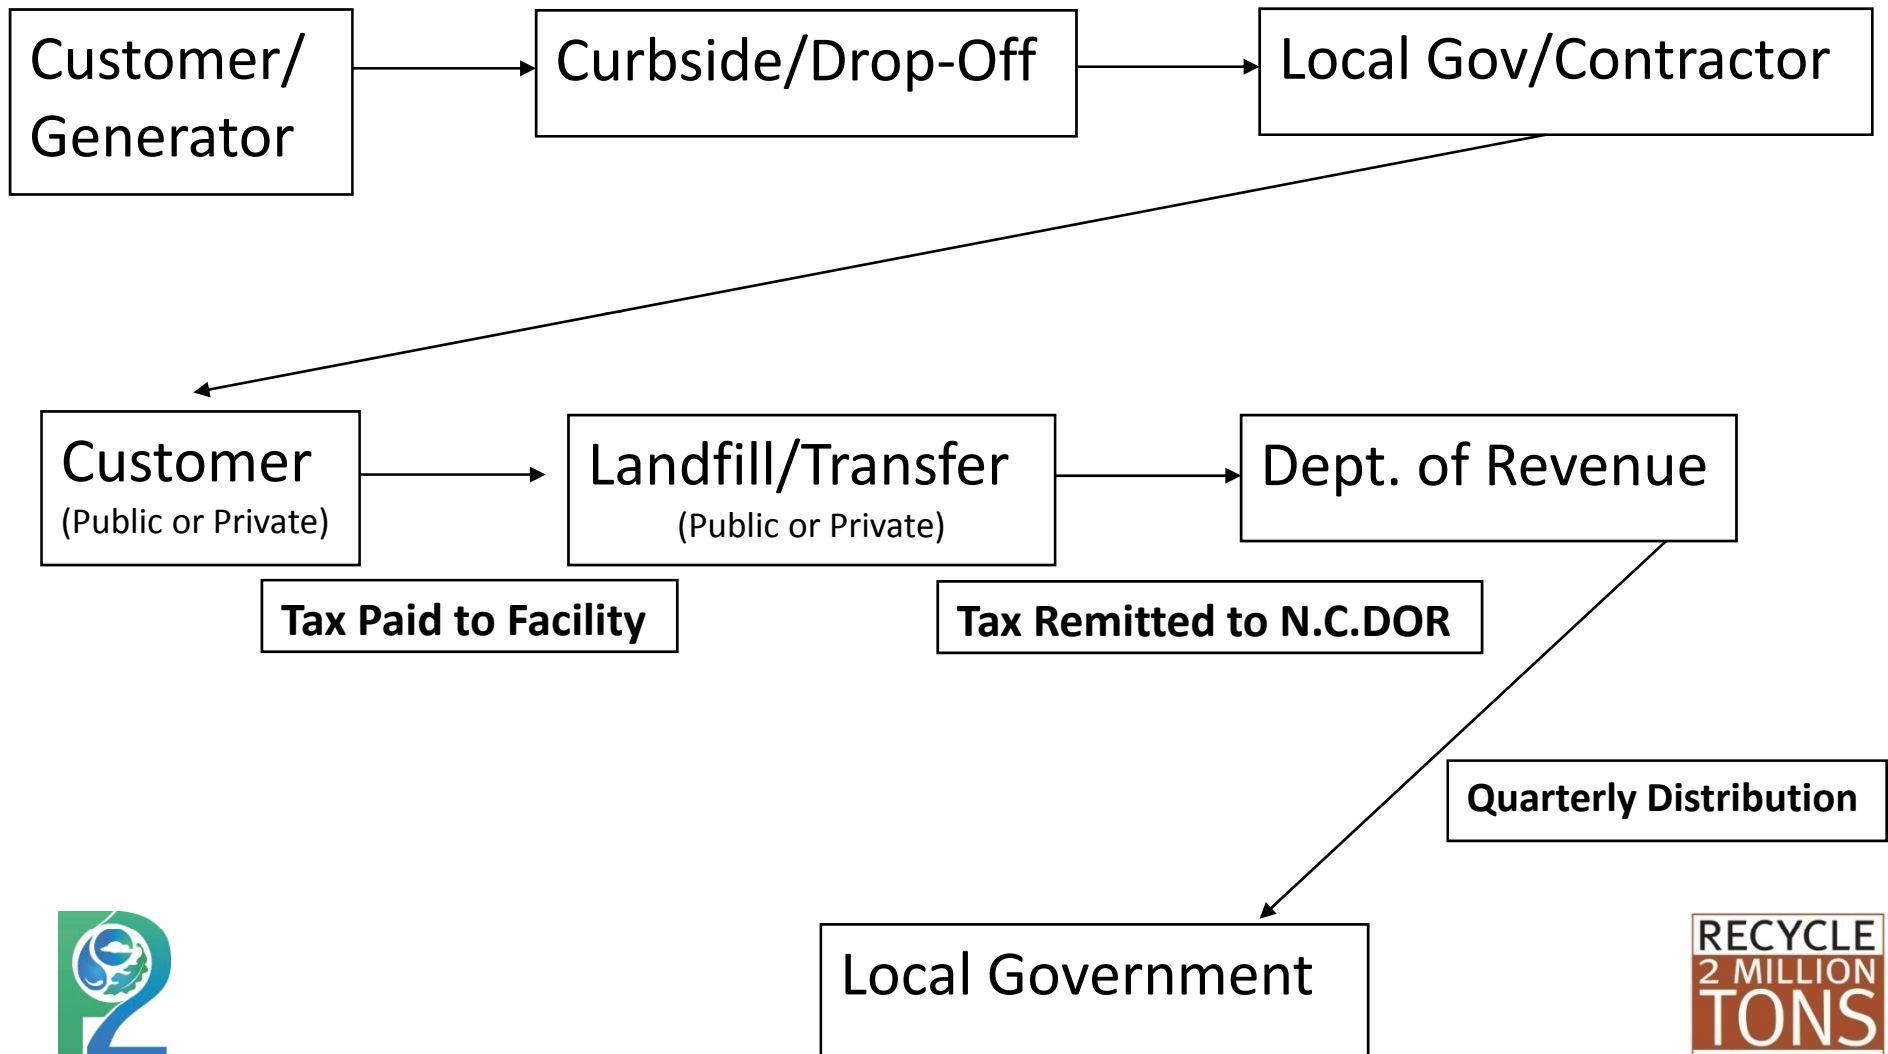 Customer/
Generator
Curbside/Drop-Off
Local Gov/Contractor
Customer
(Public or Private)
Landfill/Transfer
(Public or Private)
Dept. of Revenue
Tax Paid to Facility
Tax Remitted to N.C.DOR
Quarterly Distribution
Local Government
P2
RECYCLE
2 MILLION
TONS